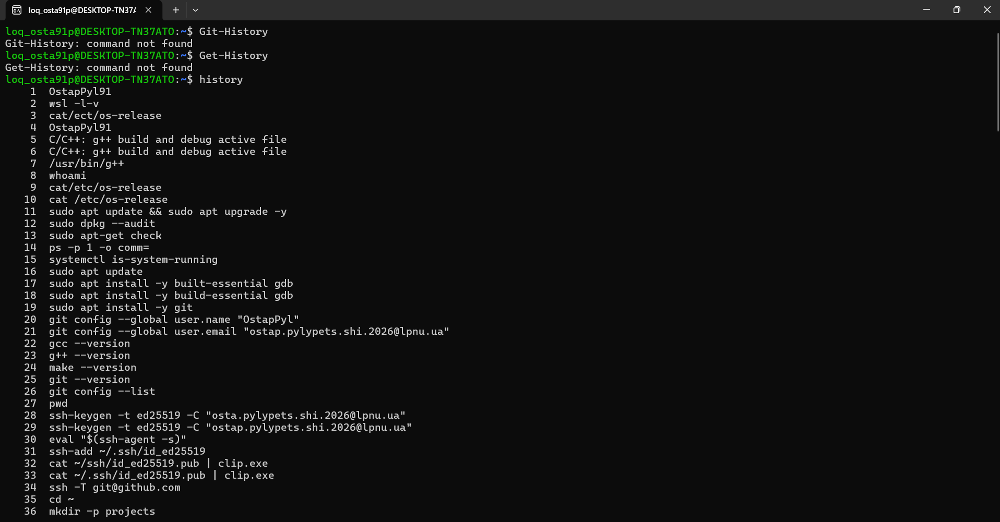 loq_osta91p@DESKTOP-TN37A
loq_osta91p@DESKTOP-TN37ATO:~$ Git-History
Git-History: command not found
loq_osta91p@DESKTOP-TN37ATO:~$ Get-History
Get-History: command not found
loq_osta91p@DESKTOP-TN37ATO:~$ history
1 OstapPyl91
2 wsl -l-v
3 cat/ect/os-release
4 OstapPyl91
5 C/C++: g++ build and debug active file
6 C/C++: g++ build and debug active file
7 /usr/bin/g++
8 whoami
9 cat/etc/os-release
10 cat /etc/os-release
11 sudo apt update && sudo apt upgrade -y
12 sudo dpkg --audit
13 sudo apt-get check
14 ps -p 1 -o comm=
15 systemctl is-system-running
16 sudo apt update
17 sudo apt install -y built-essential gdb
18 sudo apt install -y build-essential gdb
19 sudo apt install -y git
20 git config --global user.name "OstapPyl"
21 git config --global user.email "ostap.pylypets.shi.2026@lpnu.ua"
22 gcc --version
23 g++ --version
24 make --version
25 git --version
26 git config --list
27 pwd
28 ssh-keygen -t ed25519 -C "osta.pylypets.shi.2026@lpnu.ua"
29 ssh-keygen -t ed25519 -C "ostap.pylypets.shi.2026@lpnu.ua"
30 eval "$(ssh-agent -s)"
31 ssh-add ~/.ssh/id_ed25519
32 cat ~/ssh/id_ed25519.pub | clip.exe
33 cat ~/.ssh/id_ed25519.pub | clip.exe
34 ssh -T git@github.com
35 cd ~
36 mkdir -p projects